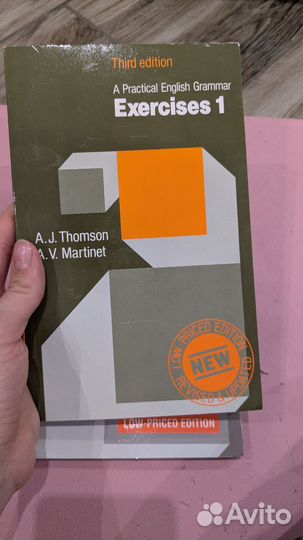 Third edition
A Practical English Grammar
Exercises 1
A.J. Thomson
A.V. Martinet
LOW-PRICED EDITION
NEW
REVISED & UPDATED
LOW-PRICED EDITION
Avito